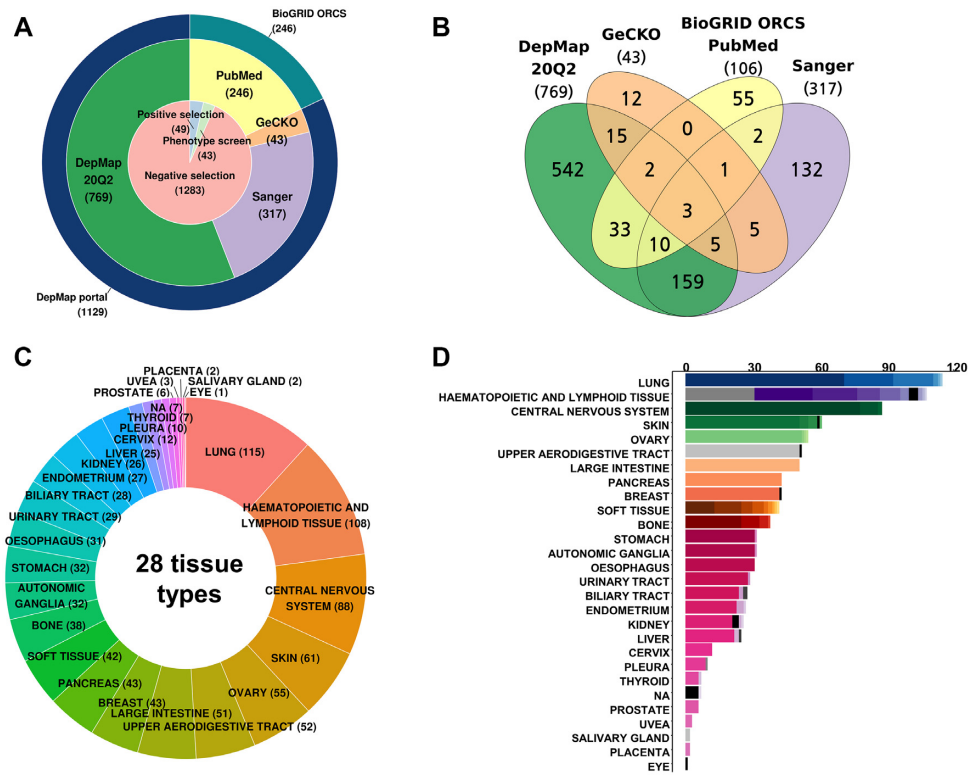 A
BioGRID ORCS
(246)
PubMed
(246)
Positive selection
(49)
GeCKO
(43)
Phenotype screen
(43)
DepMap
20Q2
(769)
Negative selection
(1283)
Sanger
(317)
DepMap portal
(1129)
B
DepMap
20Q2
(769)
GeCKO
(43)
BioGRID ORCS
PubMed
(106)
Sanger
(317)
12
55
15
0
2
542
2
1
132
3
33
10
5
5
159
C
PLACENTA (2)
UVEA (3)
SALIVARY GLAND (2)
PROSTATE (6)
EYE (1)
NA (7)
THYROID (7)
PLEURA (10)
CERVIX (12)
LIVER (25)
KIDNEY (26)
ENDOMETRIUM (27)
BILIARY TRACT (28)
URINARY TRACT (29)
OESOPHAGUS (31)
STOMACH (32)
AUTONOMIC
GANGLIA (32)
BONE (38)
SOFT TISSUE (42)
PANCREAS (43)
BREAST (43)
LARGE INTESTINE (51)
UPPER AERODIGESTIVE TRACT (52)
OVARY (55)
SKIN (61)
CENTRAL NERVOUS
SYSTEM (88)
HAEMATOPOIETIC AND
LYMPHOID TISSUE (108)
LUNG (115)
28 tissue
types
D
0 30 60 90 120
LUNG
HAEMATOPOIETIC AND LYMPHOID TISSUE
CENTRAL NERVOUS SYSTEM
SKIN
OVARY
UPPER AERODIGESTIVE TRACT
LARGE INTESTINE
PANCREAS
BREAST
SOFT TISSUE
BONE
STOMACH
AUTONOMIC GANGLIA
OESOPHAGUS
URINARY TRACT
BILIARY TRACT
ENDOMETRIUM
KIDNEY
LIVER
CERVIX
PLEURA
THYROID
NA
PROSTATE
UVEA
SALIVARY GLAND
PLACENTA
EYE